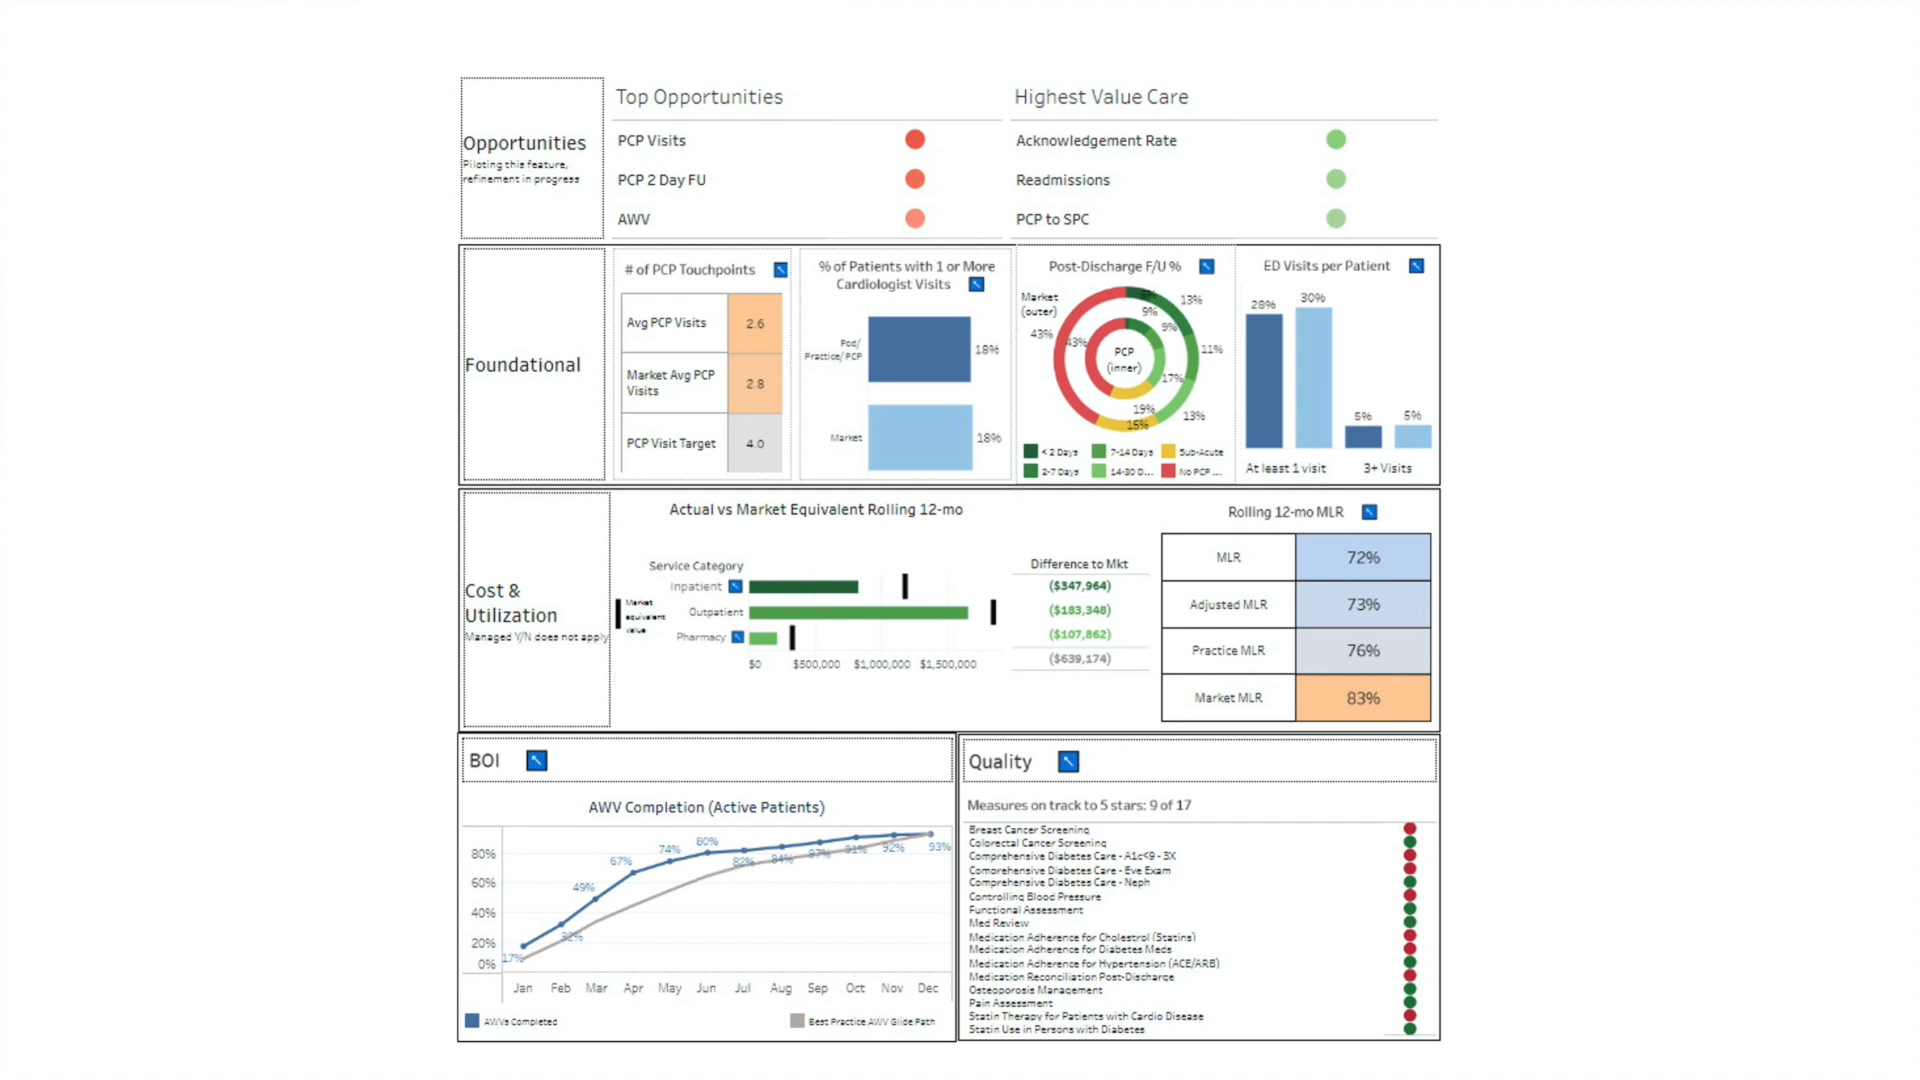 Top Opportunities
Highest Value Care
Opportunities
Piloting this feature,
refinement in progress
PCP Visits
PCP 2 Day FU
AWV
Acknowledgement Rate
Readmissions
PCP to SPC
Foundational
# of PCP Touchpoints
Avg PCP Visits 2.6
Market Avg PCP
Visits
2.8
PCP Visit Target 4.0
% of Patients with 1 or More
Cardiologist Visits
Pod/
Practice/PCP
18%
Market 18%
Post-Discharge F/U %
Market
(outer)
PCP
(inner)
13%
9%
9%
11%
43%
43%
17%
19%
13%
15%
< 2 Days
7-14 Days
Sub-Acute
2-7 Days
14-30 D...
No PCP ...
ED Visits per Patient
28%
30%
5%
5%
At least 1 visit
3+ Visits
Cost &
Utilization
Managed Y/N does not apply
Actual vs Market Equivalent Rolling 12-mo
Service Category
Market
equivalent
value
Inpatient
Outpatient
Pharmacy
$0 $500,000 $1,000,000 $1,500,000
Difference to Mkt
($347,964)
($183,348)
($107,862)
($639,174)
Rolling 12-mo MLR
MLR 72%
Adjusted MLR 73%
Practice MLR 76%
Market MLR 83%
BOI
AWV Completion (Active Patients)
80%
60%
40%
20%
0%
17%
32%
49%
67%
74%
80%
82%
84%
87%
91%
92%
93%
Jan Feb Mar Apr May Jun Jul Aug Sep Oct Nov Dec
AWVs Completed
Best Practice AWV Glide Path
Quality
Measures on track to 5 stars: 9 of 17
Breast Cancer Screening
Colorectal Cancer Screening
Comprehensive Diabetes Care - A1c<9 - 3X
Comprehensive Diabetes Care - Eye Exam
Comprehensive Diabetes Care - Neph
Controlling Blood Pressure
Functional Assessment
Med Review
Medication Adherence for Cholestrol (Statins)
Medication Adherence for Diabetes Meds
Medication Adherence for Hypertension (ACE/ARB)
Medication Reconciliation Post-Discharge
Osteoporosis Management
Pain Assessment
Statin Therapy for Patients with Cardio Disease
Statin Use in Persons with Diabetes